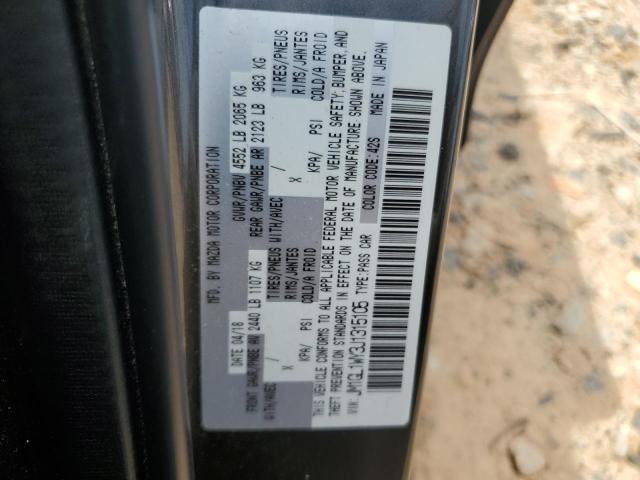 MFD. BY MAZDA MOTOR CORPORATION
DATE 04/18 GVWR/PNBV 4552 LB 2065 KG
FRONT GAWR/PNBE AV 2440 LB 1107 KG REAR GAWR/PNBE AR 2123 LB 963 KG
WITH/AVEC TIRES/PNEUS WITH/AVEC TIRES/PNEUS
X RIMS/JANTES / X RIMS/JANTES
KPA/ PSI COLD/A FROID KPA/ PSI COLD/A FROID
THIS VEHICLE CONFORMS TO ALL APPLICABLE FEDERAL MOTOR VEHICLE SAFETY, BUMPER, AND
THEFT PREVENTION STANDARDS IN EFFECT ON THE DATE OF MANUFACTURE SHOWN ABOVE.
VIN: JM1GL1WY3J1315105 TYPE:PASS CAR COLOR CODE:42S MADE IN JAPAN